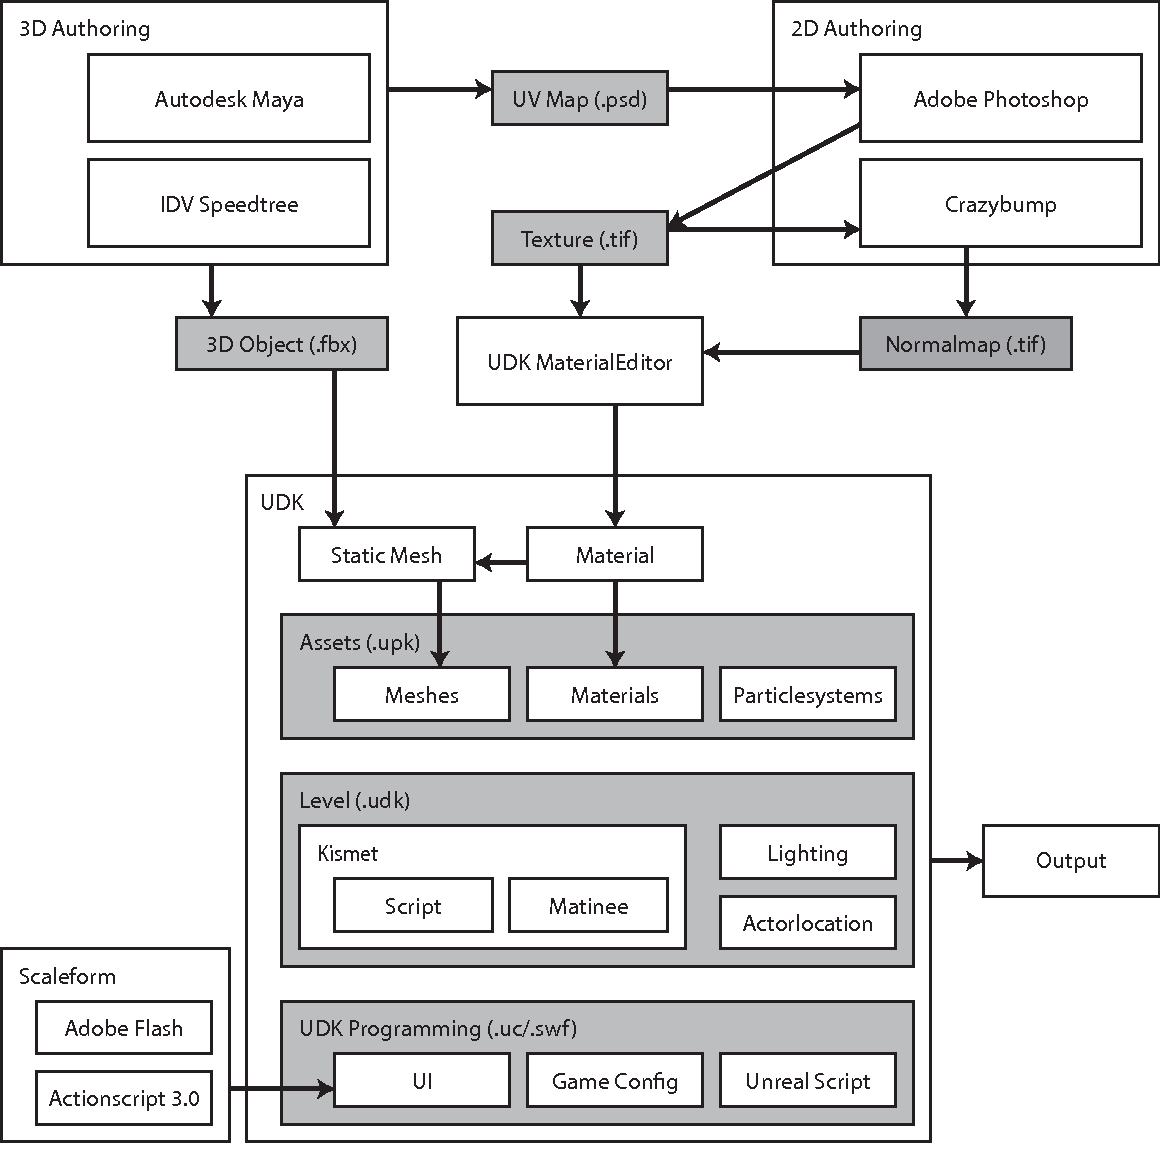 3D Authoring
Autodesk Maya
IDV Speedtree
UV Map (.psd)
2D Authoring
Adobe Photoshop
Crazybump
Texture (.tif)
3D Object (.fbx)
UDK MaterialEditor
Normalmap (.tif)
UDK
Static Mesh
Material
Assets (.upk)
Meshes
Materials
Particlesystems
Level (.udk)
Kismet
Script
Matinee
Lighting
Actorlocation
Output
Scaleform
Adobe Flash
Actionscript 3.0
UDK Programming (.uc/.swf)
UI
Game Config
Unreal Script